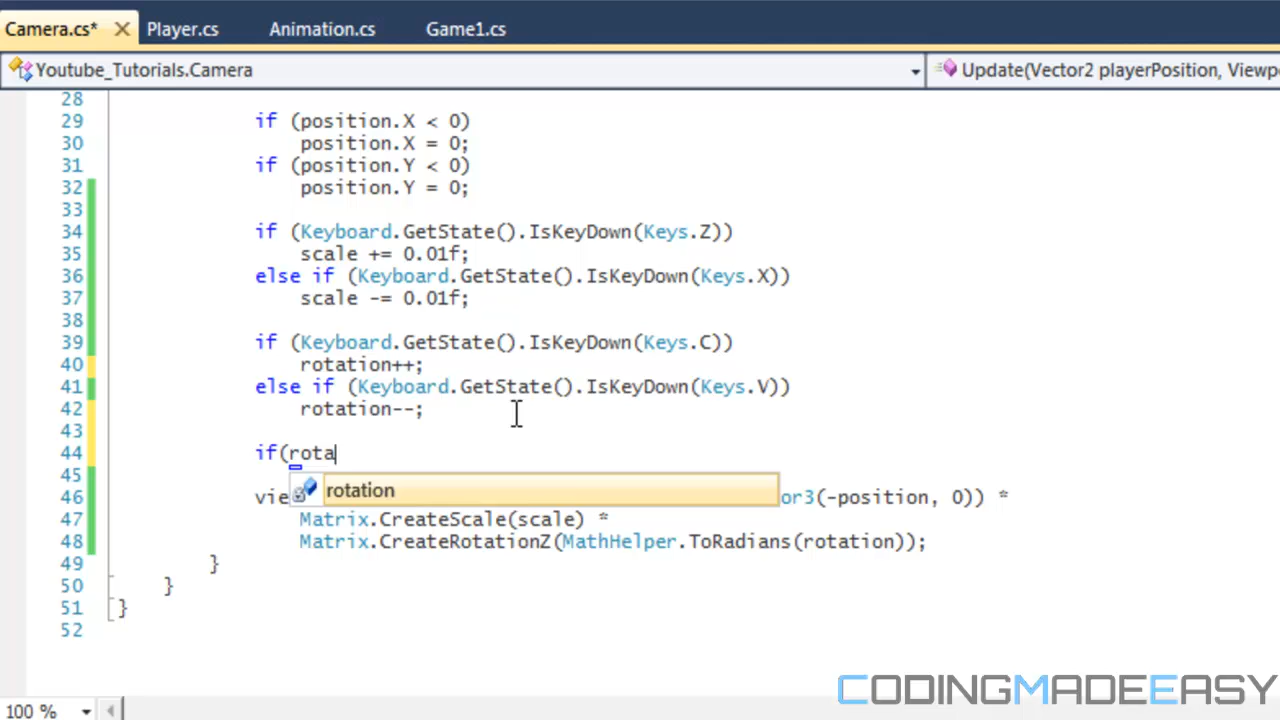 Camera.cs* Player.cs Animation.cs Game1.cs
Youtube_Tutorials.Camera Update(Vector2 playerPosition, Viewp
28
29 if (position.X < 0)
30 position.X = 0;
31 if (position.Y < 0)
32 position.Y = 0;
33
34 if (Keyboard.GetState().IsKeyDown(Keys.Z))
35 scale += 0.01f;
36 else if (Keyboard.GetState().IsKeyDown(Keys.X))
37 scale -= 0.01f;
38
39 if (Keyboard.GetState().IsKeyDown(Keys.C))
40 rotation++;
41 else if (Keyboard.GetState().IsKeyDown(Keys.V))
42 rotation--;
43
44 if(rota
45 rotation
46 vie or3(-position, 0)) *
47 Matrix.CreateScale(scale) *
48 Matrix.CreateRotationZ(MathHelper.ToRadians(rotation));
49 }
50 }
51 }
52
CODINGMADEEASY
100 %